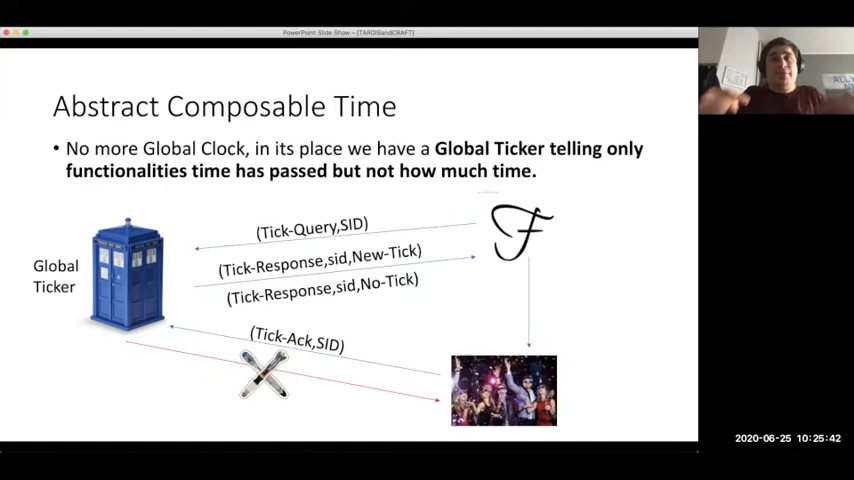 PowerPoint Slide Show – [TARDISandCRAFT]
Abstract Composable Time
• No more Global Clock, in its place we have a Global Ticker telling only
functionalities time has passed but not how much time.
(Tick-Query,SID)
F
(Tick-Response,sid,New-Tick)
Global
Ticker
(Tick-Response,sid,No-Tick)
(Tick-Ack,SID)
2020-06-25 10:25:42